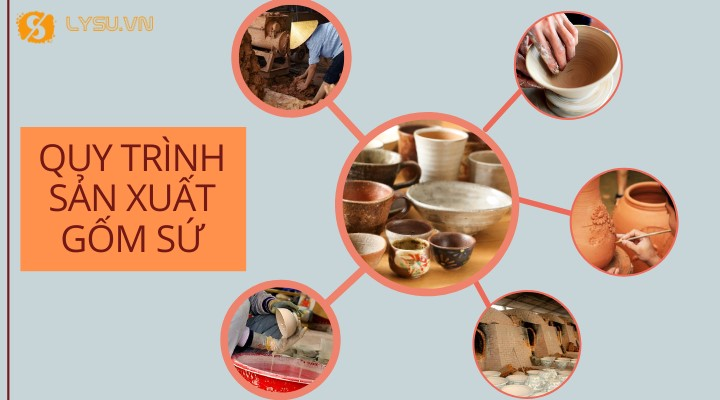 LYSU.VN
QUY TRÌNH
SẢN XUẤT
GỐM SỨ